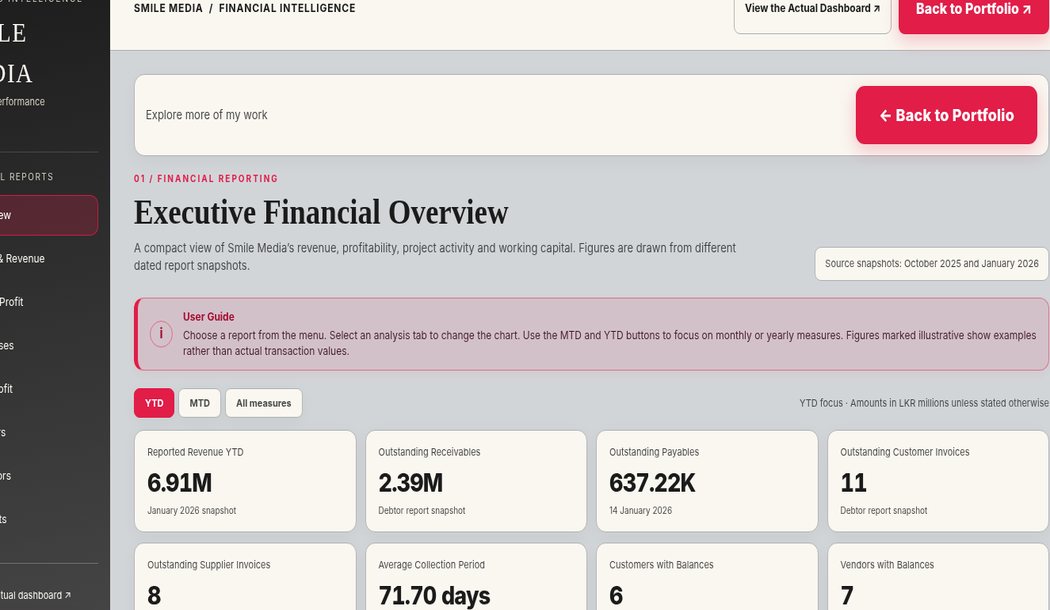 LE
DIA
erformance
L REPORTS
ew
& Revenue
Profit
ses
ofit
rs
ors
ts
tual dashboard ↗
SMILE MEDIA / FINANCIAL INTELLIGENCE
View the Actual Dashboard ↗
Back to Portfolio ↗
Explore more of my work
← Back to Portfolio
01 / FINANCIAL REPORTING
Executive Financial Overview
A compact view of Smile Media's revenue, profitability, project activity and working capital. Figures are drawn from different
dated report snapshots.
Source snapshots: October 2025 and January 2026
i
User Guide
Choose a report from the menu. Select an analysis tab to change the chart. Use the MTD and YTD buttons to focus on monthly or yearly measures. Figures marked illustrative show examples
rather than actual transaction values.
YTD
MTD
All measures
YTD focus · Amounts in LKR millions unless stated otherwise
Reported Revenue YTD
6.91M
January 2026 snapshot
Outstanding Receivables
2.39M
Debtor report snapshot
Outstanding Payables
637.22K
14 January 2026
Outstanding Customer Invoices
11
Debtor report snapshot
Outstanding Supplier Invoices
8
Average Collection Period
71.70 days
Customers with Balances
6
Vendors with Balances
7